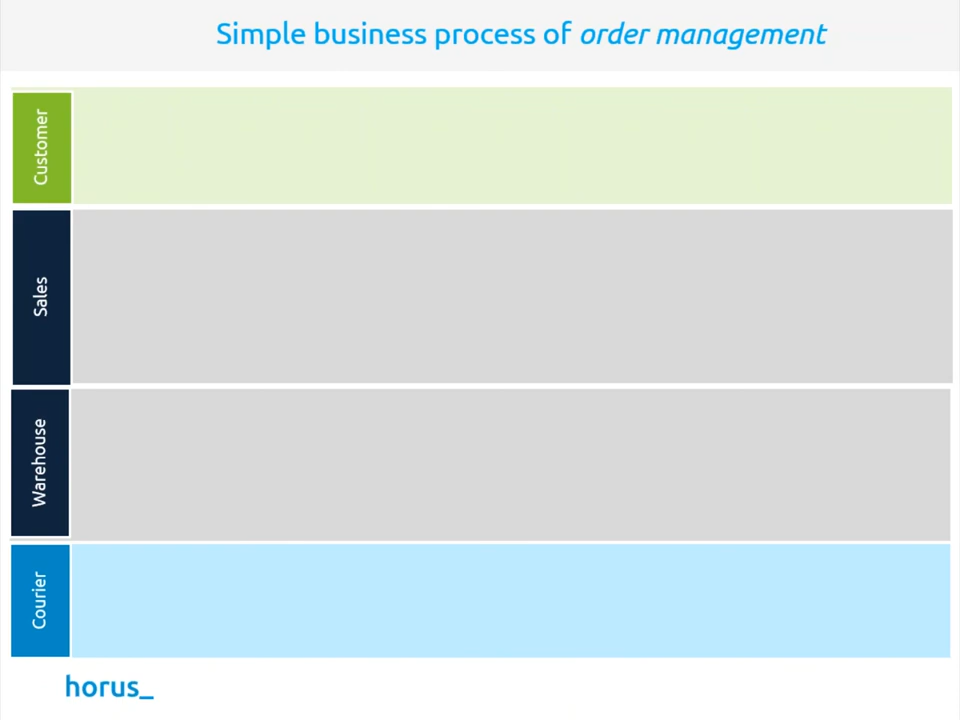 Simple business process of order management
Customer
Sales
Warehouse
Courier
horus_